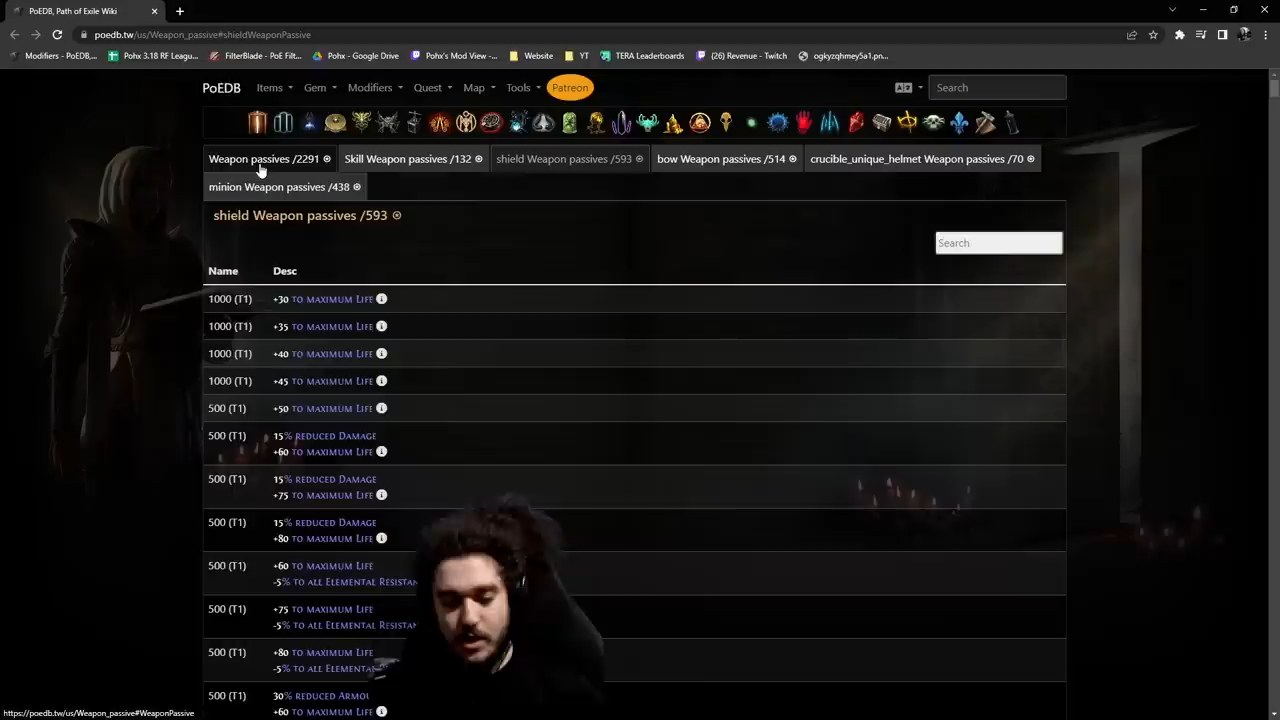 PoEDB, Path of Exile Wiki
poedb.tw/us/Weapon_passive#shieldWeaponPassive
Modifiers - PoEDB,... Pohx 3.18 RF Leagu... FilterBlade - PoE Filt... Pohx - Google Drive Pohx's Mod View -... Website YT TERA Leaderboards (26) Revenue - Twitch ogkyzqhmey5a1.pn...
PoEDB Items Gem Modifiers Quest Map Tools Patreon Search
Weapon passives /2291 Skill Weapon passives /132 shield Weapon passives /593 bow Weapon passives /514 crucible_unique_helmet Weapon passives /70
minion Weapon passives /438
shield Weapon passives /593
Search
Name Desc
1000 (T1) +30 to maximum Life
1000 (T1) +35 to maximum Life
1000 (T1) +40 to maximum Life
1000 (T1) +45 to maximum Life
500 (T1) +50 to maximum Life
500 (T1) 15% reduced Damage
+60 to maximum Life
500 (T1) 15% reduced Damage
+75 to maximum Life
500 (T1) 15% reduced Damage
+80 to maximum Life
500 (T1) +60 to maximum Life
-5% to all Elemental Resistan
500 (T1) +75 to maximum Life
-5% to all Elemental Resistan
500 (T1) +80 to maximum Life
-5% to all Elementa
500 (T1) 30% reduced Armou
+60 to maximum Life
https://poedb.tw/us/Weapon_passive#WeaponPassive